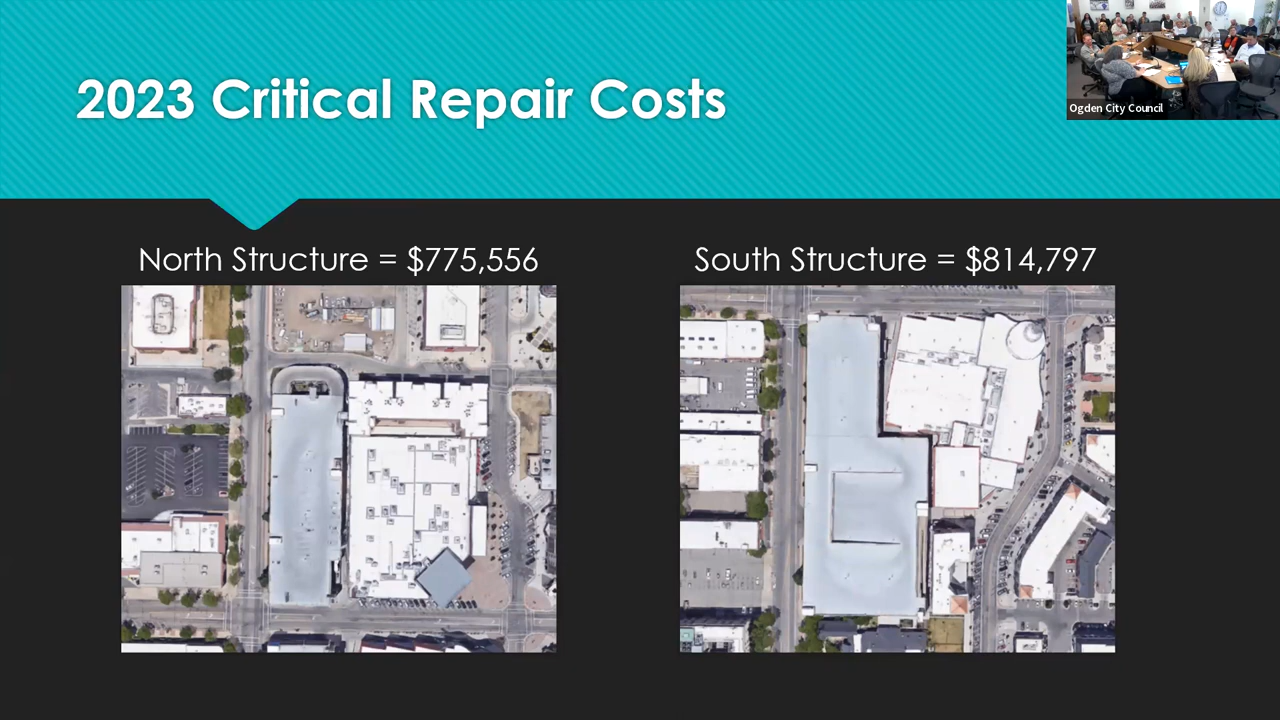 2023 Critical Repair Costs
Ogden City Council
North Structure = $775,556
South Structure = $814,797